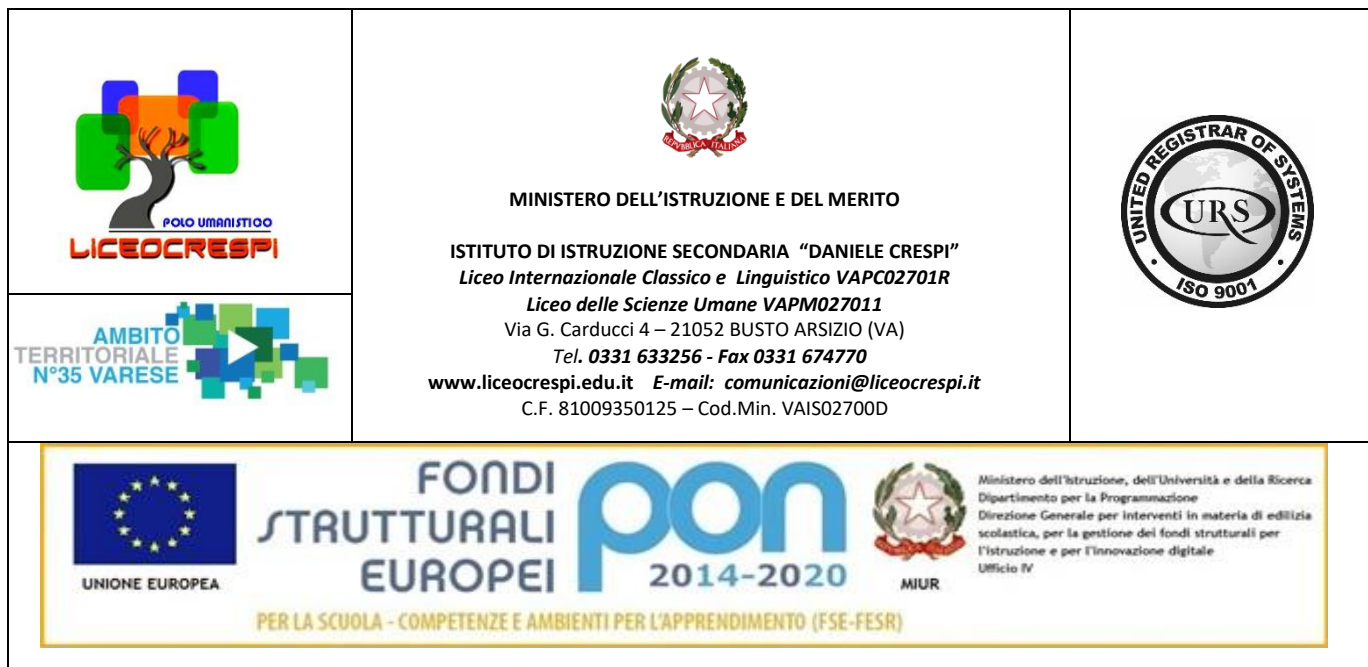 POLO UMANISTICO
LICEOCRESPI
AMBITO
TERRITORIALE
N°35 VARESE
REPVBBLICA ITALIANA
MINISTERO DELL’ISTRUZIONE E DEL MERITO
ISTITUTO DI ISTRUZIONE SECONDARIA “DANIELE CRESPI”
Liceo Internazionale Classico e Linguistico VAPC02701R
Liceo delle Scienze Umane VAPM027011
Via G. Carducci 4 – 21052 BUSTO ARSIZIO (VA)
Tel. 0331 633256 - Fax 0331 674770
www.liceocrespi.edu.it E-mail: comunicazioni@liceocrespi.it
C.F. 81009350125 – Cod.Min. VAIS02700D
UNITED REGISTRAR OF SYSTEMS
URS
ISO 9001
UNIONE EUROPEA
FONDI
STRUTTURALI
EUROPEI
pon
2014-2020
MIUR
Ministero dell'Istruzione, dell'Università e della Ricerca
Dipartimento per la Programmazione
Direzione Generale per interventi in materia di edilizia
scolastica, per la gestione dei fondi strutturali per
l'istruzione e per l'innovazione digitale
Ufficio IV
PER LA SCUOLA - COMPETENZE E AMBIENTI PER L'APPRENDIMENTO (FSE-FESR)